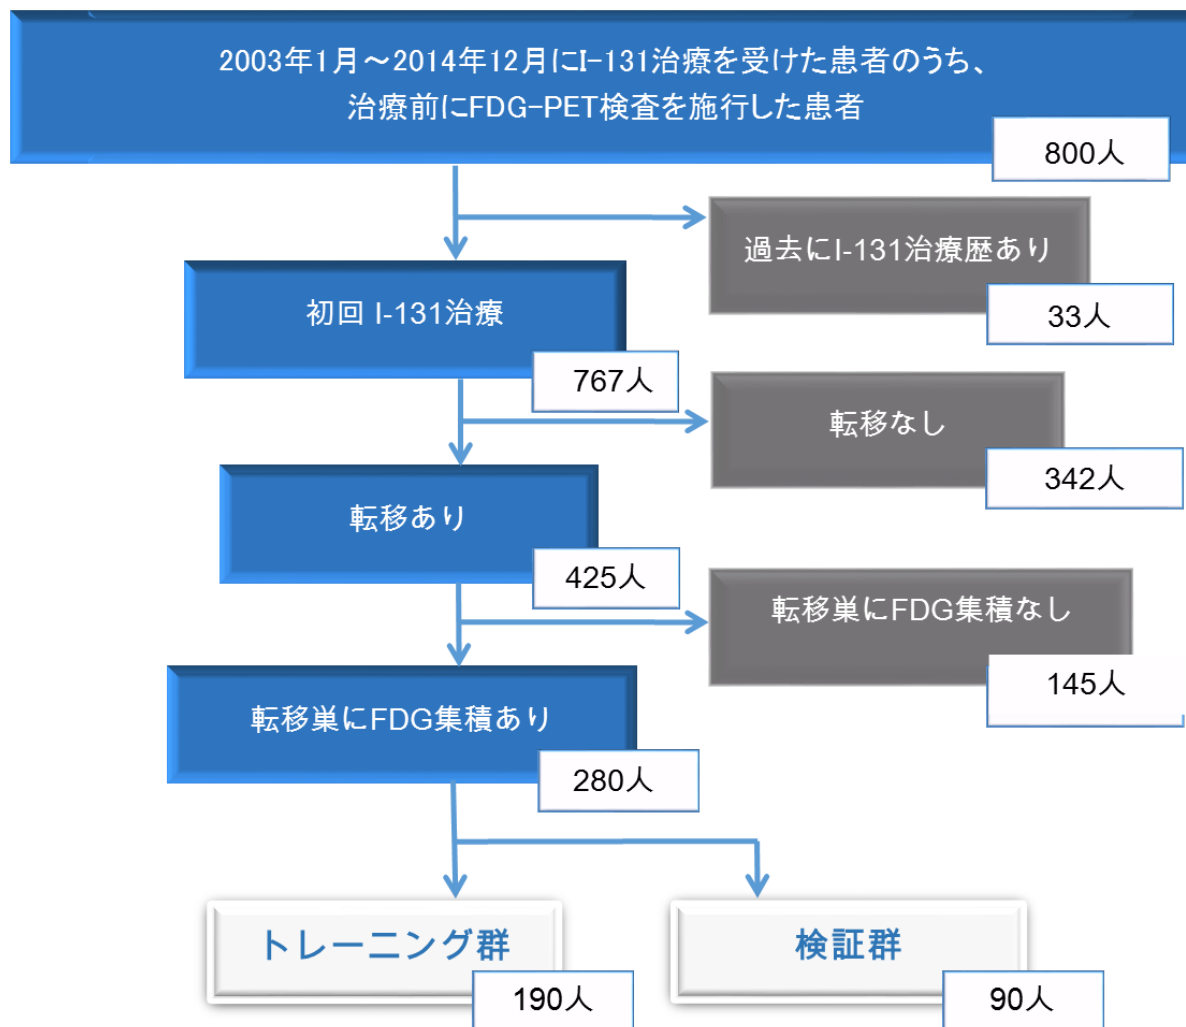 2003年1月～2014年12月にI-131治療を受けた患者のうち、
治療前にFDG-PET検査を施行した患者
800人
過去にI-131治療歴あり
33人
初回 I-131治療
767人
転移なし
342人
転移あり
425人
転移巣にFDG集積なし
145人
転移巣にFDG集積あり
280人
トレーニング群
190人
検証群
90人